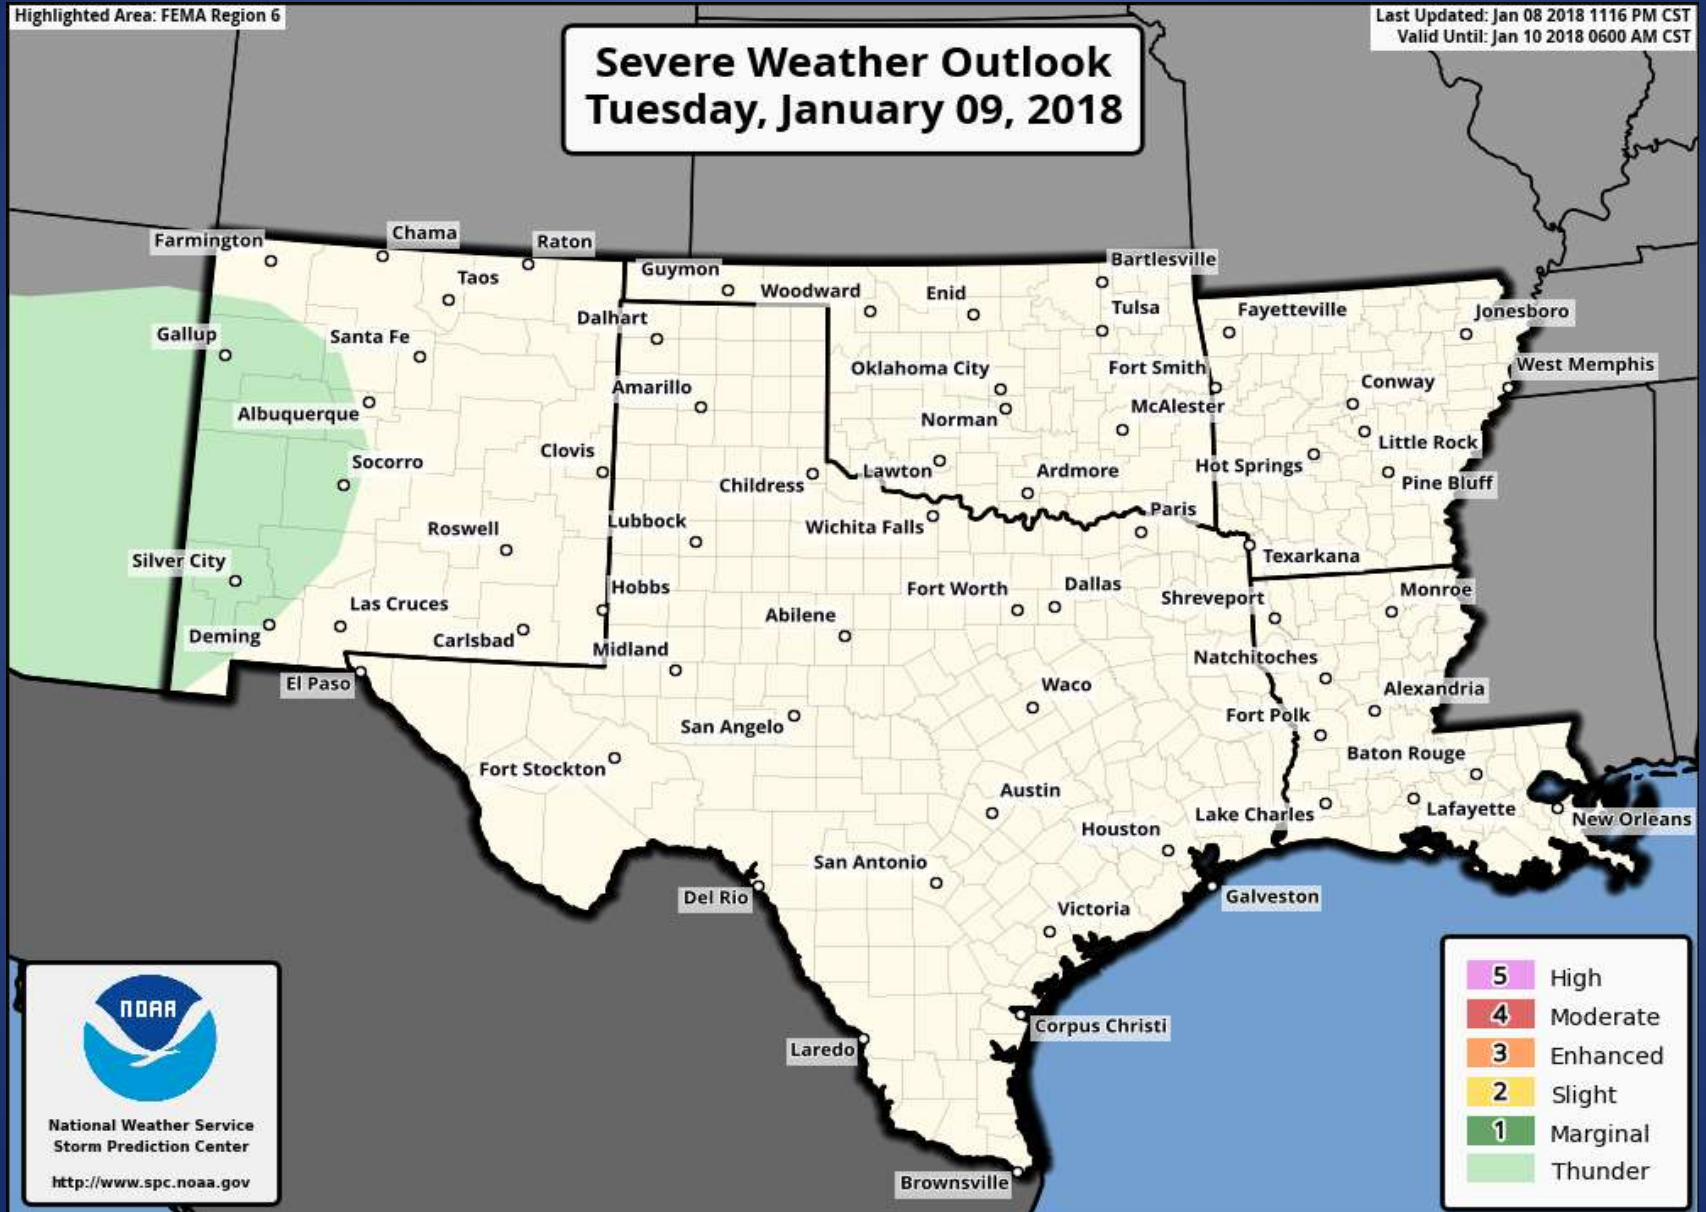 Highlighted Area: FEMA Region 6
Last Updated: Jan 08 2018 1116 PM CST
Valid Until: Jan 10 2018 0600 AM CST
Severe Weather Outlook
Tuesday, January 09, 2018
Farmington
Chama
Raton
Taos
Guymon
Woodward
Enid
Bartlesville
Tulsa
Fayetteville
Jonesboro
Gallup
Santa Fe
Dalhart
Oklahoma City
Fort Smith
West Memphis
Amarillo
Conway
Albuquerque
Norman
McAlester
Little Rock
Socorro
Clovis
Childress
Lawton
Ardmore
Hot Springs
Pine Bluff
Roswell
Lubbock
Wichita Falls
Paris
Texarkana
Silver City
Hobbs
Fort Worth
Dallas
Shreveport
Monroe
Las Cruces
Abilene
Deming
Carlsbad
Midland
Natchitoches
El Paso
Waco
Alexandria
San Angelo
Fort Polk
Fort Stockton
Baton Rouge
Austin
Lake Charles
Lafayette
New Orleans
Houston
San Antonio
Del Rio
Galveston
Victoria
Corpus Christi
Laredo
Brownsville
NOAA
National Weather Service
Storm Prediction Center
http://www.spc.noaa.gov
5 High
4 Moderate
3 Enhanced
2 Slight
1 Marginal
Thunder